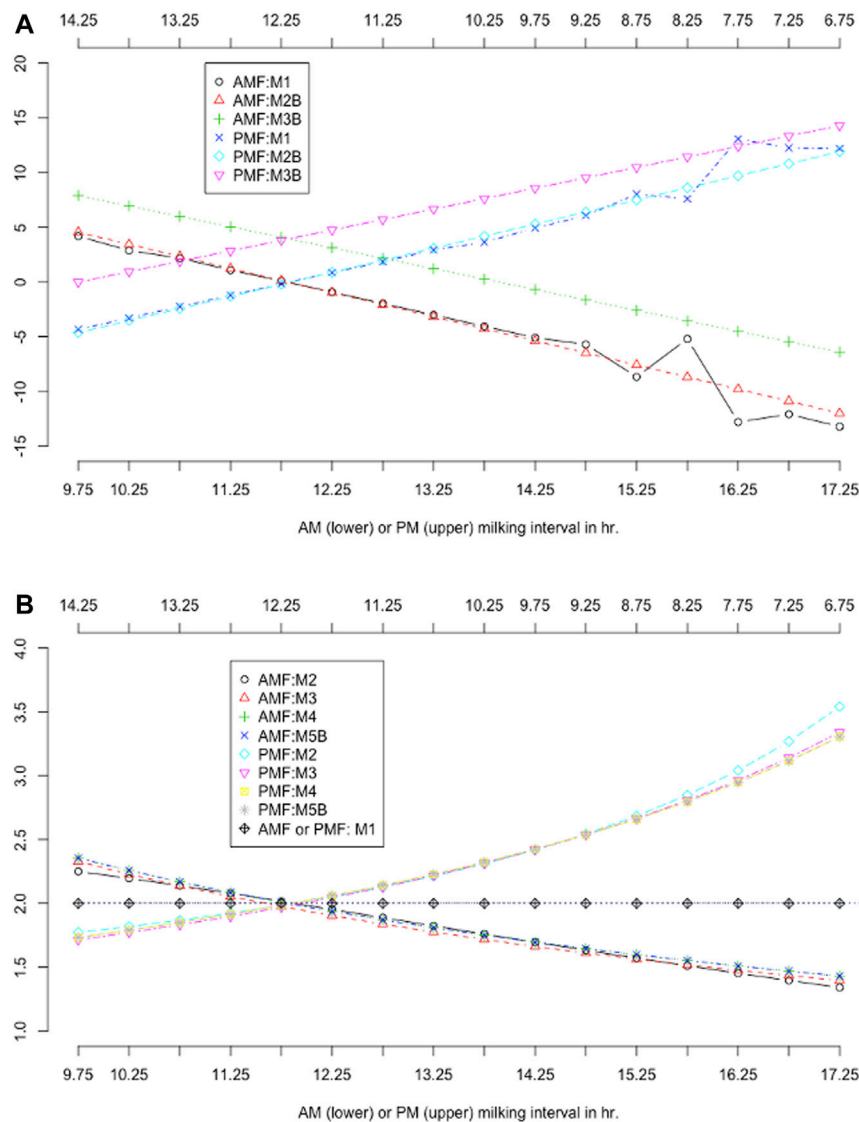 A
14.25 13.25 12.25 11.25 10.25 9.75 9.25 8.75 8.25 7.75 7.25 6.75
20
15
10
5
0
-5
-10
-15
AMF:M1
AMF:M2B
AMF:M3B
PMF:M1
PMF:M2B
PMF:M3B
9.75 10.25 11.25 12.25 13.25 14.25 15.25 16.25 17.25
AM (lower) or PM (upper) milking interval in hr.
B
14.25 13.25 12.25 11.25 10.25 9.75 9.25 8.75 8.25 7.75 7.25 6.75
4.0
3.5
3.0
2.5
2.0
1.5
1.0
AMF:M2
AMF:M3
AMF:M4
AMF:M5B
PMF:M2
PMF:M3
PMF:M4
PMF:M5B
AMF or PMF: M1
9.75 10.25 11.25 12.25 13.25 14.25 15.25 16.25 17.25
AM (lower) or PM (upper) milking interval in hr.